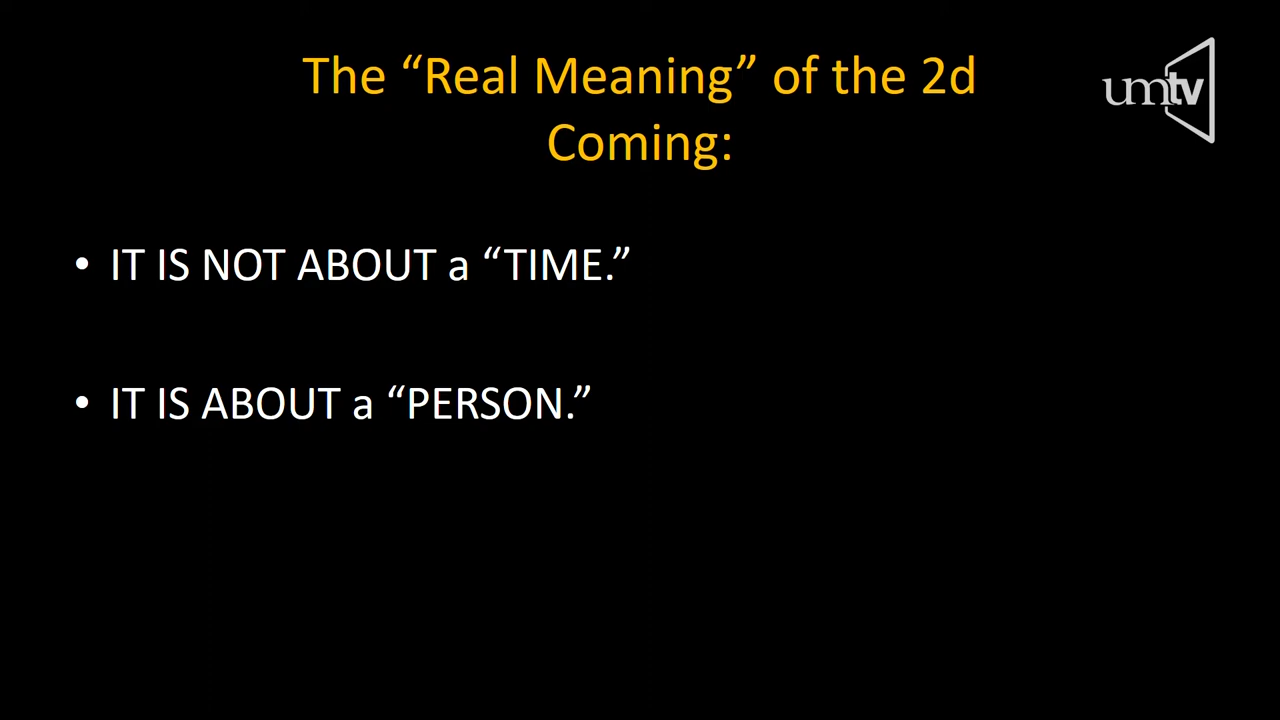 The “Real Meaning” of the 2d
Coming:
umtv
• IT IS NOT ABOUT a “TIME.”
• IT IS ABOUT a “PERSON.”